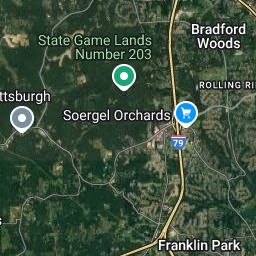 Bradford
Woods
State Game Lands
Number 203
ROLLING RI
ttsburgh
Soergel Orchards
79
Franklin Park
s